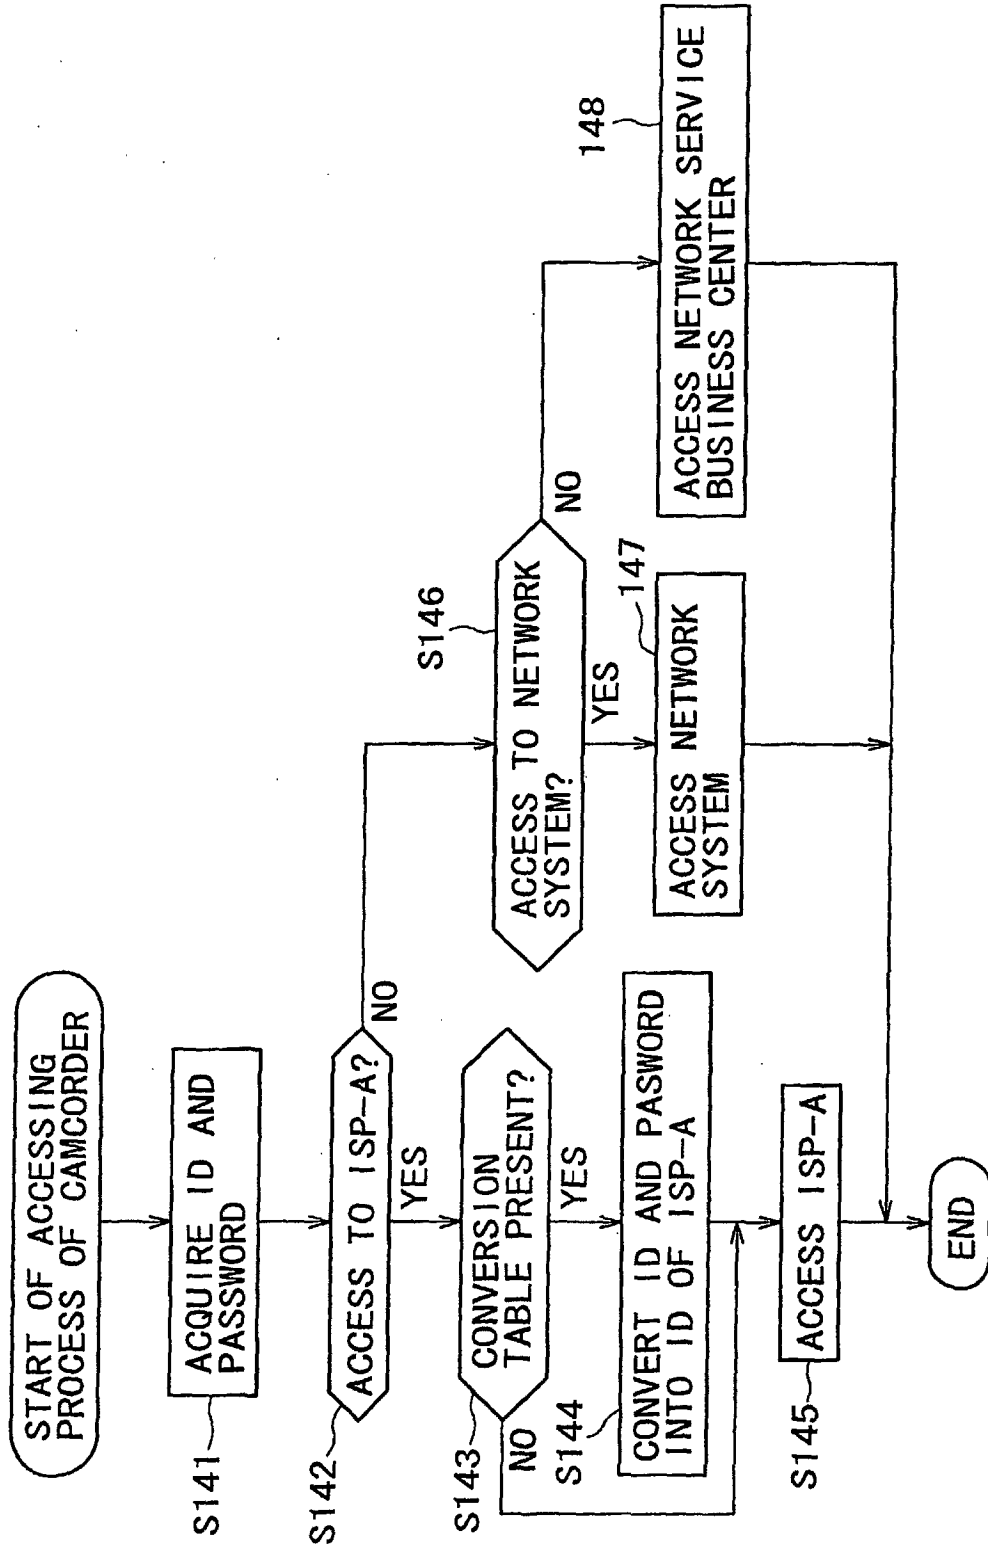 START OF ACCESSING
PROCESS OF CAMCORDER
S141
ACQUIRE ID AND
PASSWORD
S142
ACCESS TO ISP-A?
NO
YES
S143
CONVERSION
TABLE PRESENT?
NO
YES
S144
CONVERT ID AND PASWORD
INTO ID OF ISP-A
S145
ACCESS ISP-A
S146
ACCESS TO NETWORK
SYSTEM?
NO
YES
147
ACCESS NETWORK
SYSTEM
148
ACCESS NETWORK SERVICE
BUSINESS CENTER
END